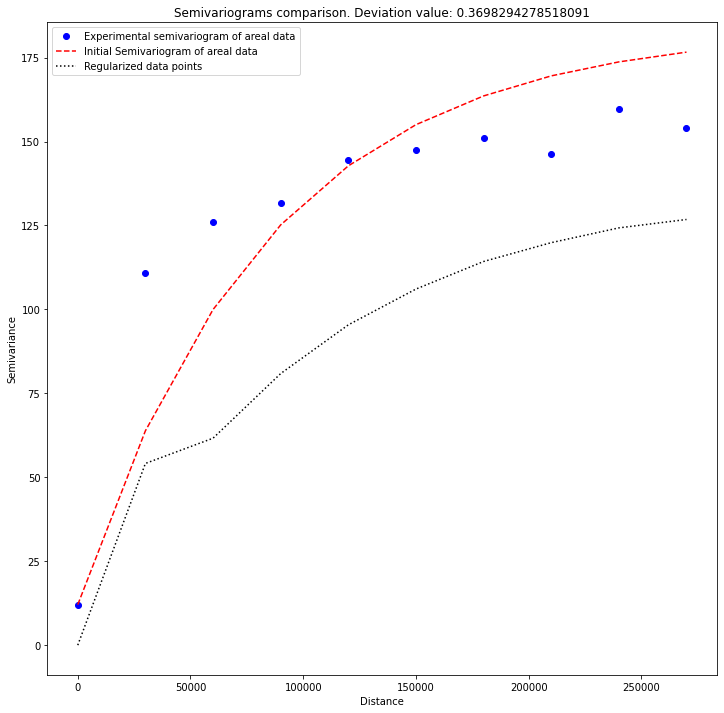 Semivariograms comparison. Deviation value: 0.3698294278518091
Experimental semivariogram of areal data
Initial Semivariogram of areal data
Regularized data points
Semivariance
175
150
125
100
75
50
25
0
0 50000 100000 150000 200000 250000
Distance